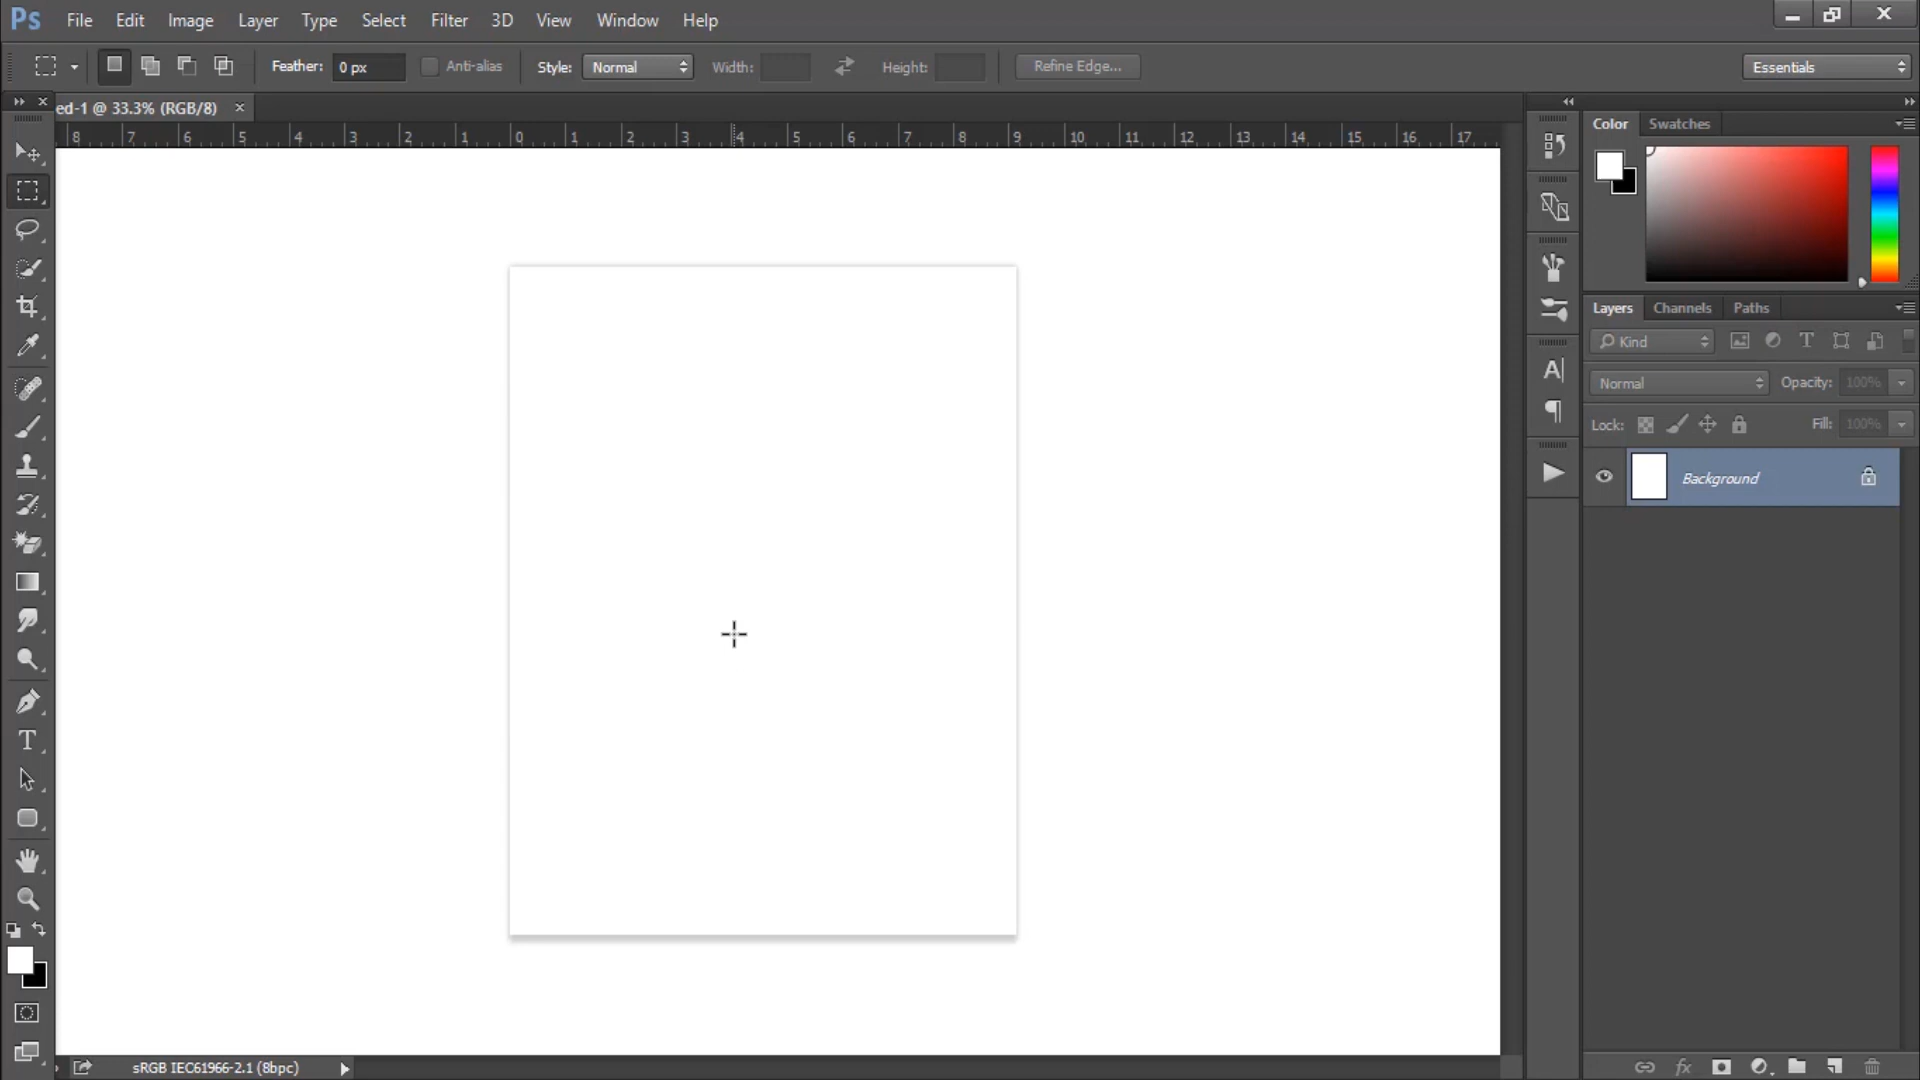 Ps File Edit Image Layer Type Select Filter 3D View Window Help
Feather: 0 px Anti-alias Style: Normal Width: Height: Refine Edge... Essentials
ed-1 @ 33.3% (RGB/8)
8 7 6 5 4 3 2 1 0 1 2 3 4 5 6 7 8 9 10 11 12 13 14 15 16 17
Color Swatches
Layers Channels Paths
Kind
Normal Opacity: 100%
Lock: Fill: 100%
Background
sRGB IEC61966-2.1 (8bpc)